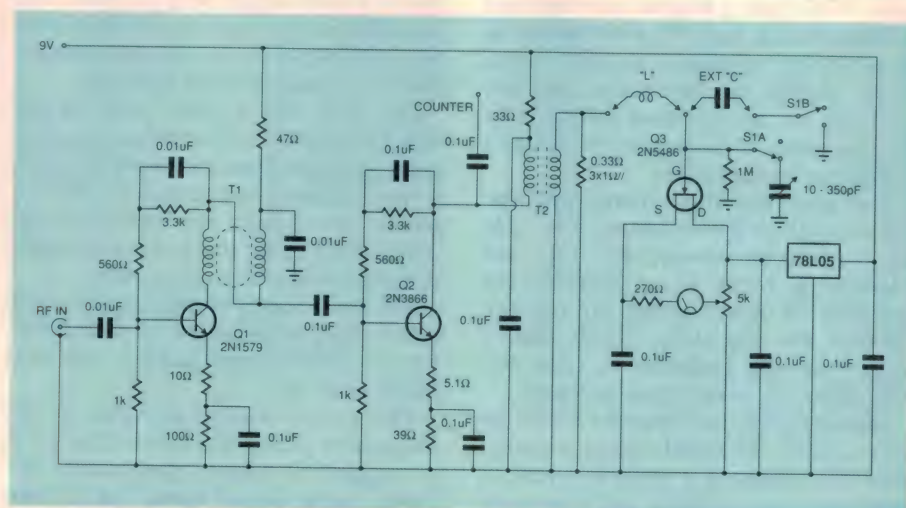 9V
0.01uF
T1
3.3k
560Ω
RF IN
0.01uF
Q1
2N1579
1k
10Ω
100Ω
0.1uF
47Ω
0.01uF
0.1uF
COUNTER
0.1uF
0.1uF
3.3k
560Ω
Q2
2N3866
1k
5.1Ω
39Ω
0.1uF
33Ω
T2
0.1uF
"L"
EXT "C"
S1B
0.33Ω
3x1Ω//
Q3
2N5486
G
S
D
1M
S1A
10 - 350pF
78L05
270Ω
5k
0.1uF
0.1uF
0.1uF